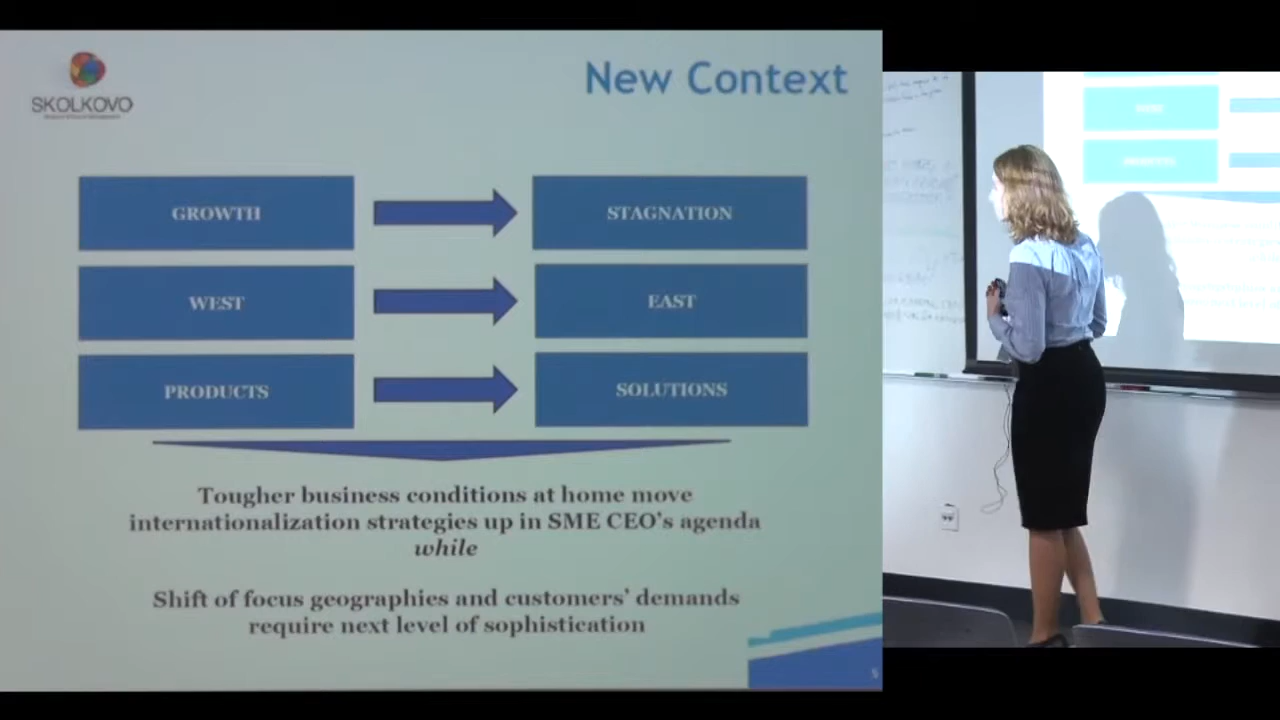 SKOLKOVO
New Context
GROWTH
STAGNATION
WEST
EAST
PRODUCTS
SOLUTIONS
Tougher business conditions at home move
internationalization strategies up in SME CEO's agenda
while
Shift of focus geographies and customers' demands
require next level of sophistication
5